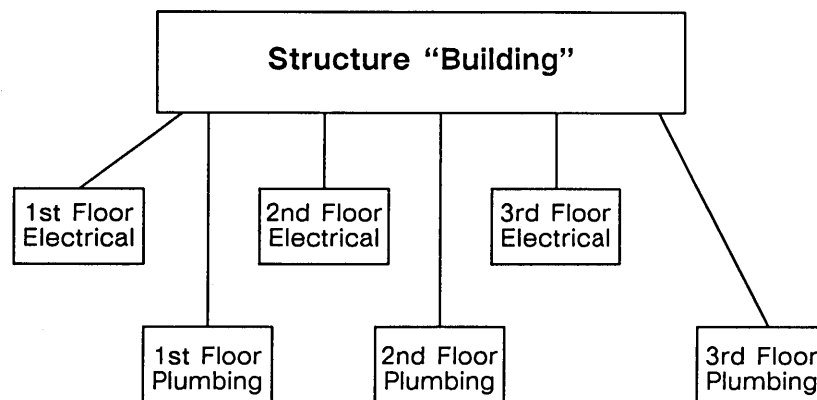 Structure “Building”
1st Floor
Electrical
2nd Floor
Electrical
3rd Floor
Electrical
1st Floor
Plumbing
2nd Floor
Plumbing
3rd Floor
Plumbing